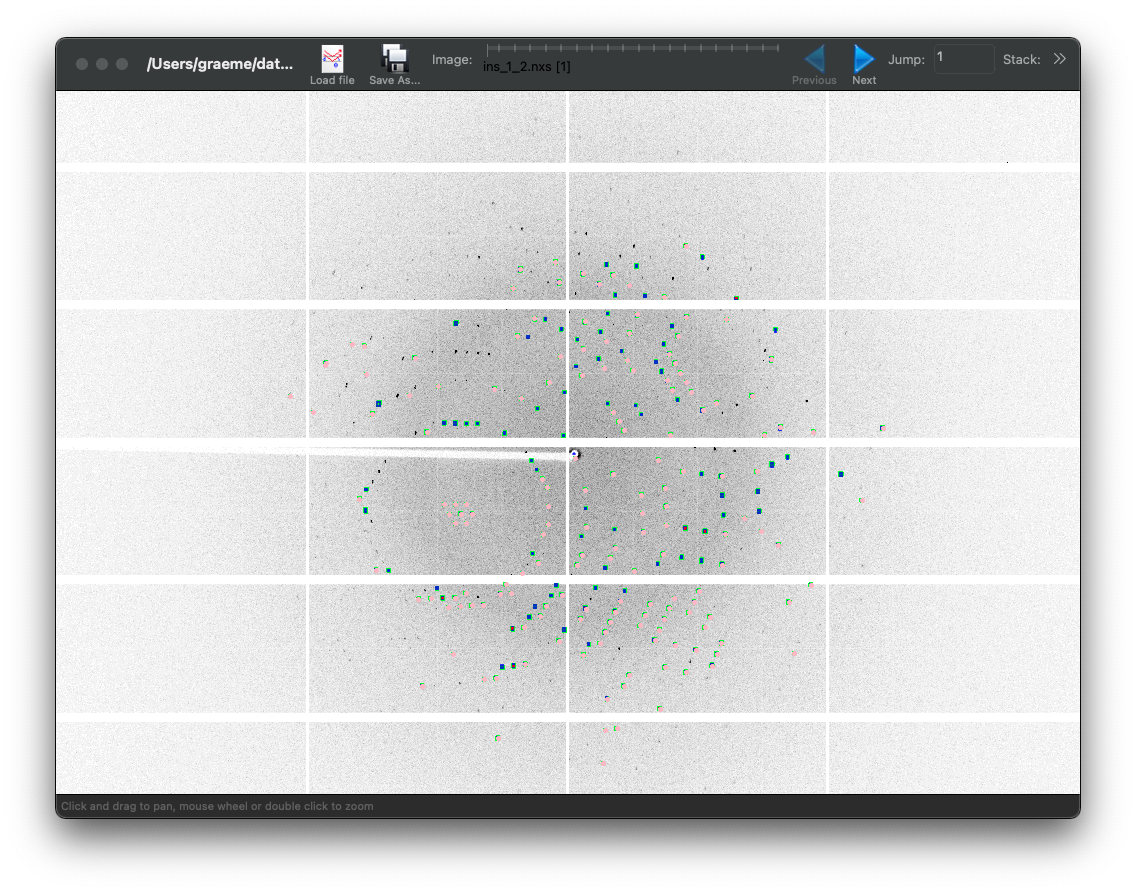 /Users/graeme/dat...
Load file
Save As...
Image:
ins_1_2.nxs [1]
Previous
Next
Jump:
1
Stack:
Click and drag to pan, mouse wheel or double click to zoom